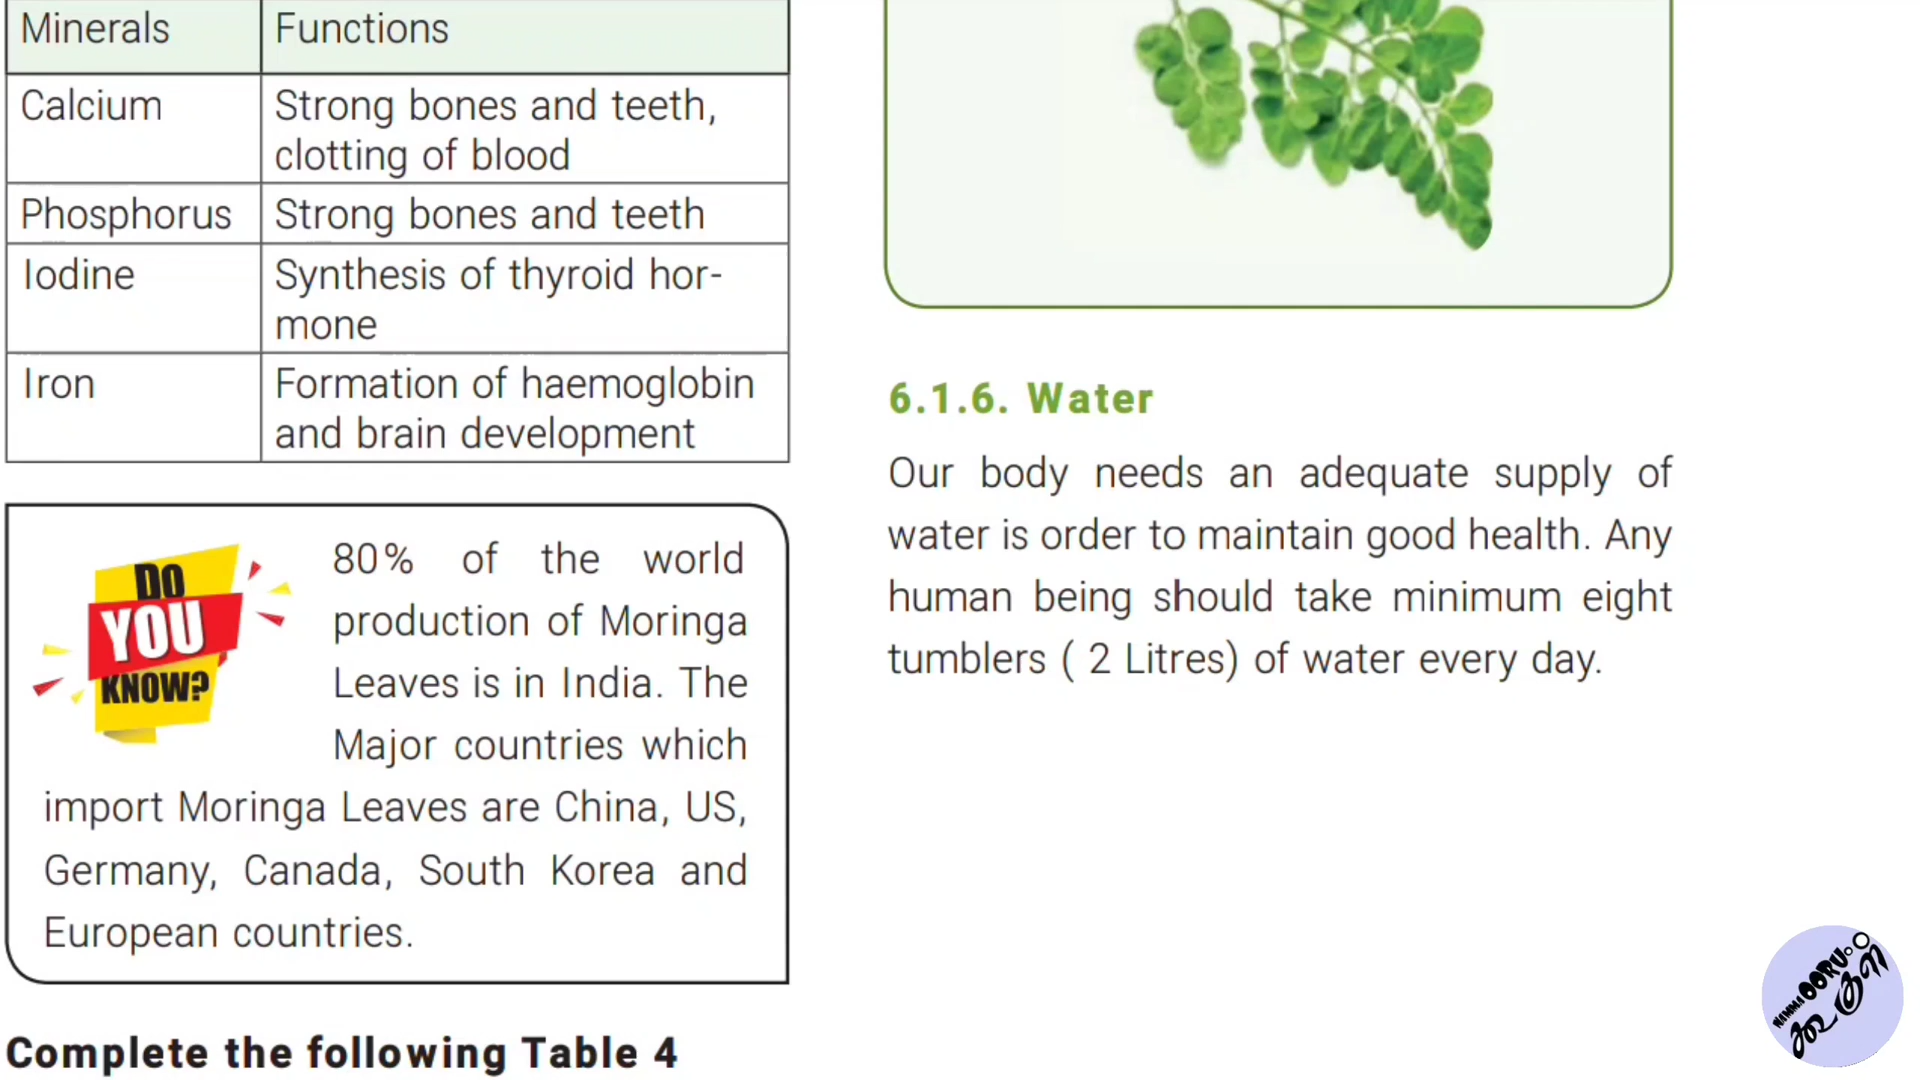 Minerals Functions
Calcium Strong bones and teeth,
clotting of blood
Phosphorus Strong bones and teeth
Iodine Synthesis of thyroid hor-
mone
Iron Formation of haemoglobin
and brain development
DO
YOU
KNOW?
80% of the world
production of Moringa
Leaves is in India. The
Major countries which
import Moringa Leaves are China, US,
Germany, Canada, South Korea and
European countries.
Complete the following Table 4
6.1.6. Water
Our body needs an adequate supply of
water is order to maintain good health. Any
human being should take minimum eight
tumblers ( 2 Litres) of water every day.
NAMMA OORU